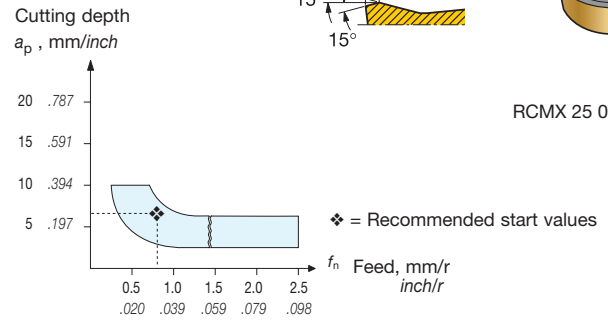 Cutting depth
ap , mm/inch
15°
15°
RCMX 25 0
20 .787
15 .591
10 .394
5 .197
❖ = Recommended start values
fn Feed, mm/r
inch/r
0.5 1.0 1.5 2.0 2.5
.020 .039 .059 .079 .098